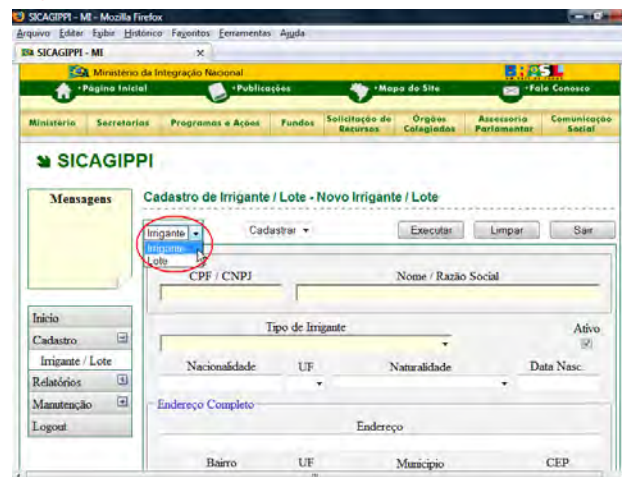 SICAGIPPI - MI - Mozilla Firefox
Arquivo Editar Exibir Histórico Favoritos Ferramentas Ajuda
SICAGIPPI - MI
Ministério da Integração Nacional
Página Inicial Publicações Mapa do Site Fale Conosco
Ministério Secretarias Programas e Ações Fundos Solicitação de Recursos Órgãos Colegiados Assessoria Parlamentar Comunicação Social
SICAGIPPI
Mensagens
Cadastro de Irrigante / Lote - Novo Irrigante / Lote
Irrigante Cadastrar Executar Limpar Sair
Irrigante
Lote
CPF / CNPJ Nome / Razão Social
Tipo de Irrigante Ativo
Nacionalidade UF Naturalidade Data Nasc.
Endereço Completo
Endereço
Bairro UF Município CEP
Início
Cadastro
Irrigante / Lote
Relatórios
Manutenção
Logout